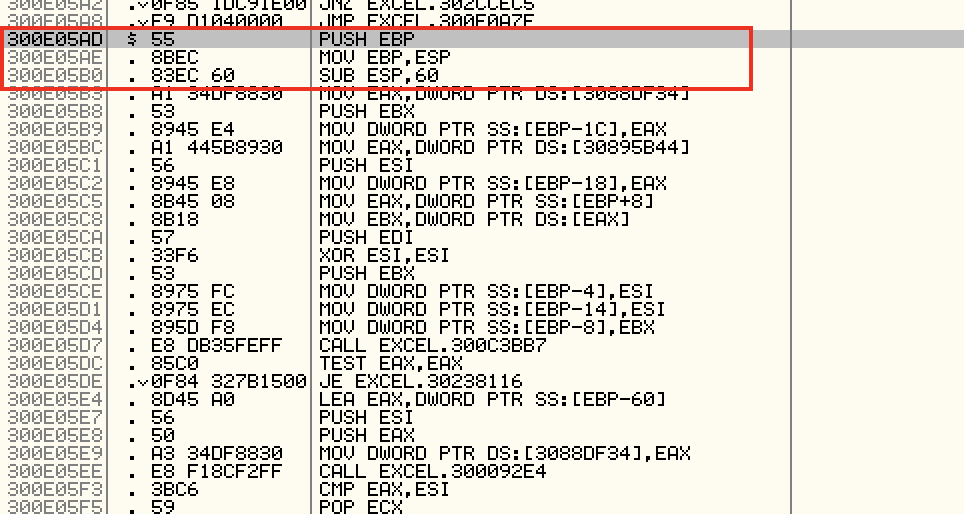 300E05A2 .v 0F85 1DC91E00 JNZ EXCEL.302CCEC5
300E05A8 .v E9 D1040000 JMP EXCEL.300E0A7E
300E05AD $ 55 PUSH EBP
300E05AE . 8BEC MOV EBP,ESP
300E05B0 . 83EC 60 SUB ESP,60
300E05B3 . A1 34DF8830 MOV EAX,DWORD PTR DS:[3088DF34]
300E05B8 . 53 PUSH EBX
300E05B9 . 8945 E4 MOV DWORD PTR SS:[EBP-1C],EAX
300E05BC . A1 445B8930 MOV EAX,DWORD PTR DS:[30895B44]
300E05C1 . 56 PUSH ESI
300E05C2 . 8945 E8 MOV DWORD PTR SS:[EBP-18],EAX
300E05C5 . 8B45 08 MOV EAX,DWORD PTR SS:[EBP+8]
300E05C8 . 8B18 MOV EBX,DWORD PTR DS:[EAX]
300E05CA . 57 PUSH EDI
300E05CB . 33F6 XOR ESI,ESI
300E05CD . 53 PUSH EBX
300E05CE . 8975 FC MOV DWORD PTR SS:[EBP-4],ESI
300E05D1 . 8975 EC MOV DWORD PTR SS:[EBP-14],ESI
300E05D4 . 895D F8 MOV DWORD PTR SS:[EBP-8],EBX
300E05D7 . E8 DB35FEFF CALL EXCEL.300C3BB7
300E05DC . 85C0 TEST EAX,EAX
300E05DE .v 0F84 327B1500 JE EXCEL.30238116
300E05E4 . 8D45 A0 LEA EAX,DWORD PTR SS:[EBP-60]
300E05E7 . 56 PUSH ESI
300E05E8 . 50 PUSH EAX
300E05E9 . A3 34DF8830 MOV DWORD PTR DS:[3088DF34],EAX
300E05EE . E8 F18CF2FF CALL EXCEL.300092E4
300E05F3 . 3BC6 CMP EAX,ESI
300E05F5 . 59 POP ECX